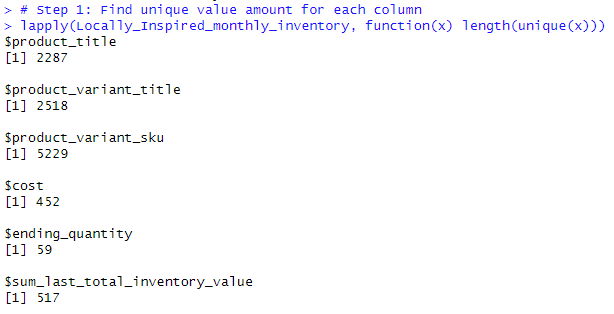 > # Step 1: Find unique value amount for each column
> lapply(Locally_Inspired_monthly_inventory, function(x) length(unique(x)))
$product_title
[1] 2287
$product_variant_title
[1] 2518
$product_variant_sku
[1] 5229
$cost
[1] 452
$ending_quantity
[1] 59
$sum_last_total_inventory_value
[1] 517